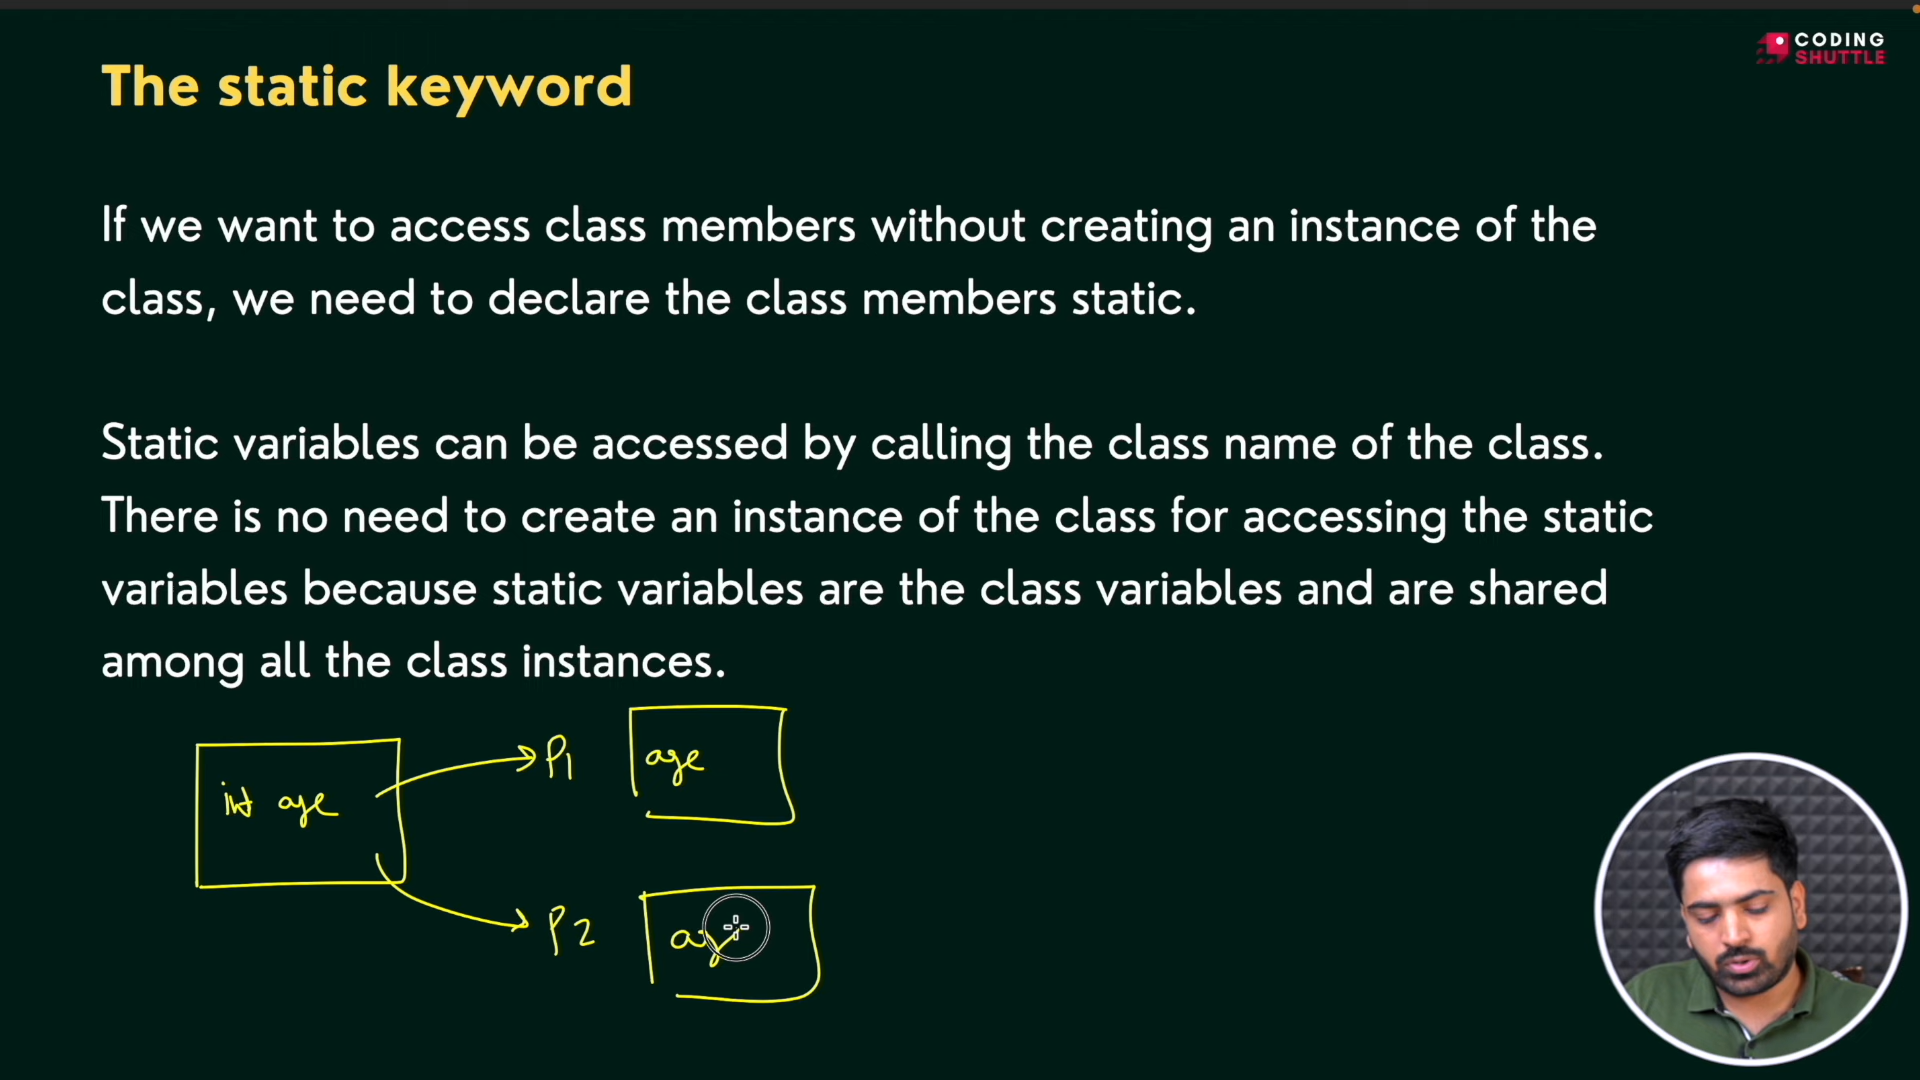 CODING
SHUTTLE
The static keyword
If we want to access class members without creating an instance of the
class, we need to declare the class members static.
Static variables can be accessed by calling the class name of the class.
There is no need to create an instance of the class for accessing the static
variables because static variables are the class variables and are shared
among all the class instances.
int age
P1
age
P2
ag